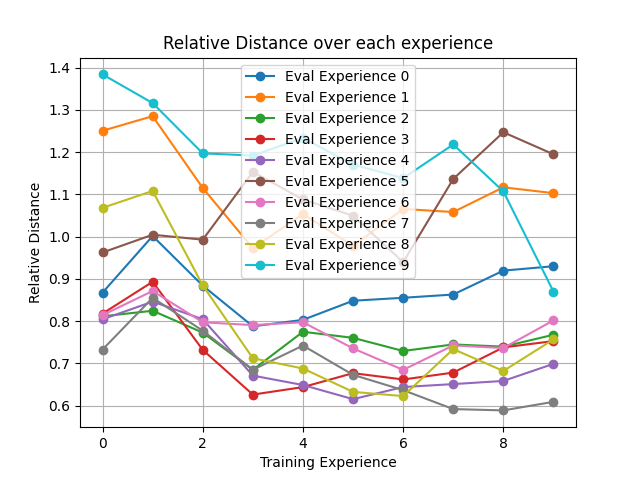 Relative Distance over each experience
1.4
1.3
1.2
1.1
1.0
0.9
0.8
0.7
0.6
Relative Distance
Eval Experience 0
Eval Experience 1
Eval Experience 2
Eval Experience 3
Eval Experience 4
Eval Experience 5
Eval Experience 6
Eval Experience 7
Eval Experience 8
Eval Experience 9
0 2 4 6 8
Training Experience